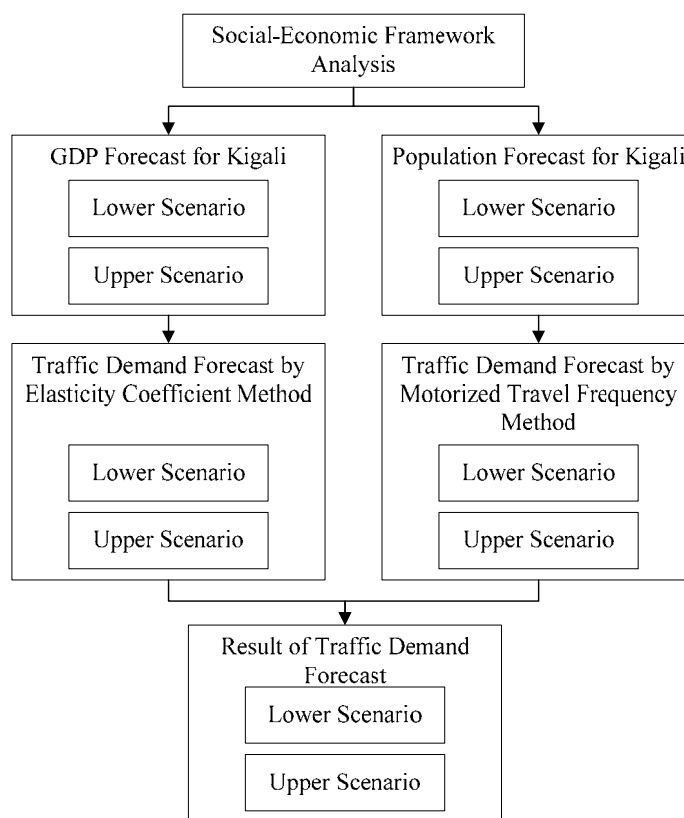 Social-Economic Framework
Analysis
GDP Forecast for Kigali
Lower Scenario
Upper Scenario
Population Forecast for Kigali
Lower Scenario
Upper Scenario
Traffic Demand Forecast by
Elasticity Coefficient Method
Lower Scenario
Upper Scenario
Traffic Demand Forecast by
Motorized Travel Frequency
Method
Lower Scenario
Upper Scenario
Result of Traffic Demand
Forecast
Lower Scenario
Upper Scenario